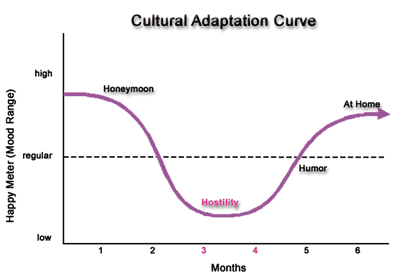 Cultural Adaptation Curve
Happy Meter (Mood Range)
high
regular
low
Honeymoon
Hostility
Humor
At Home
1 2 3 4 5 6
Months